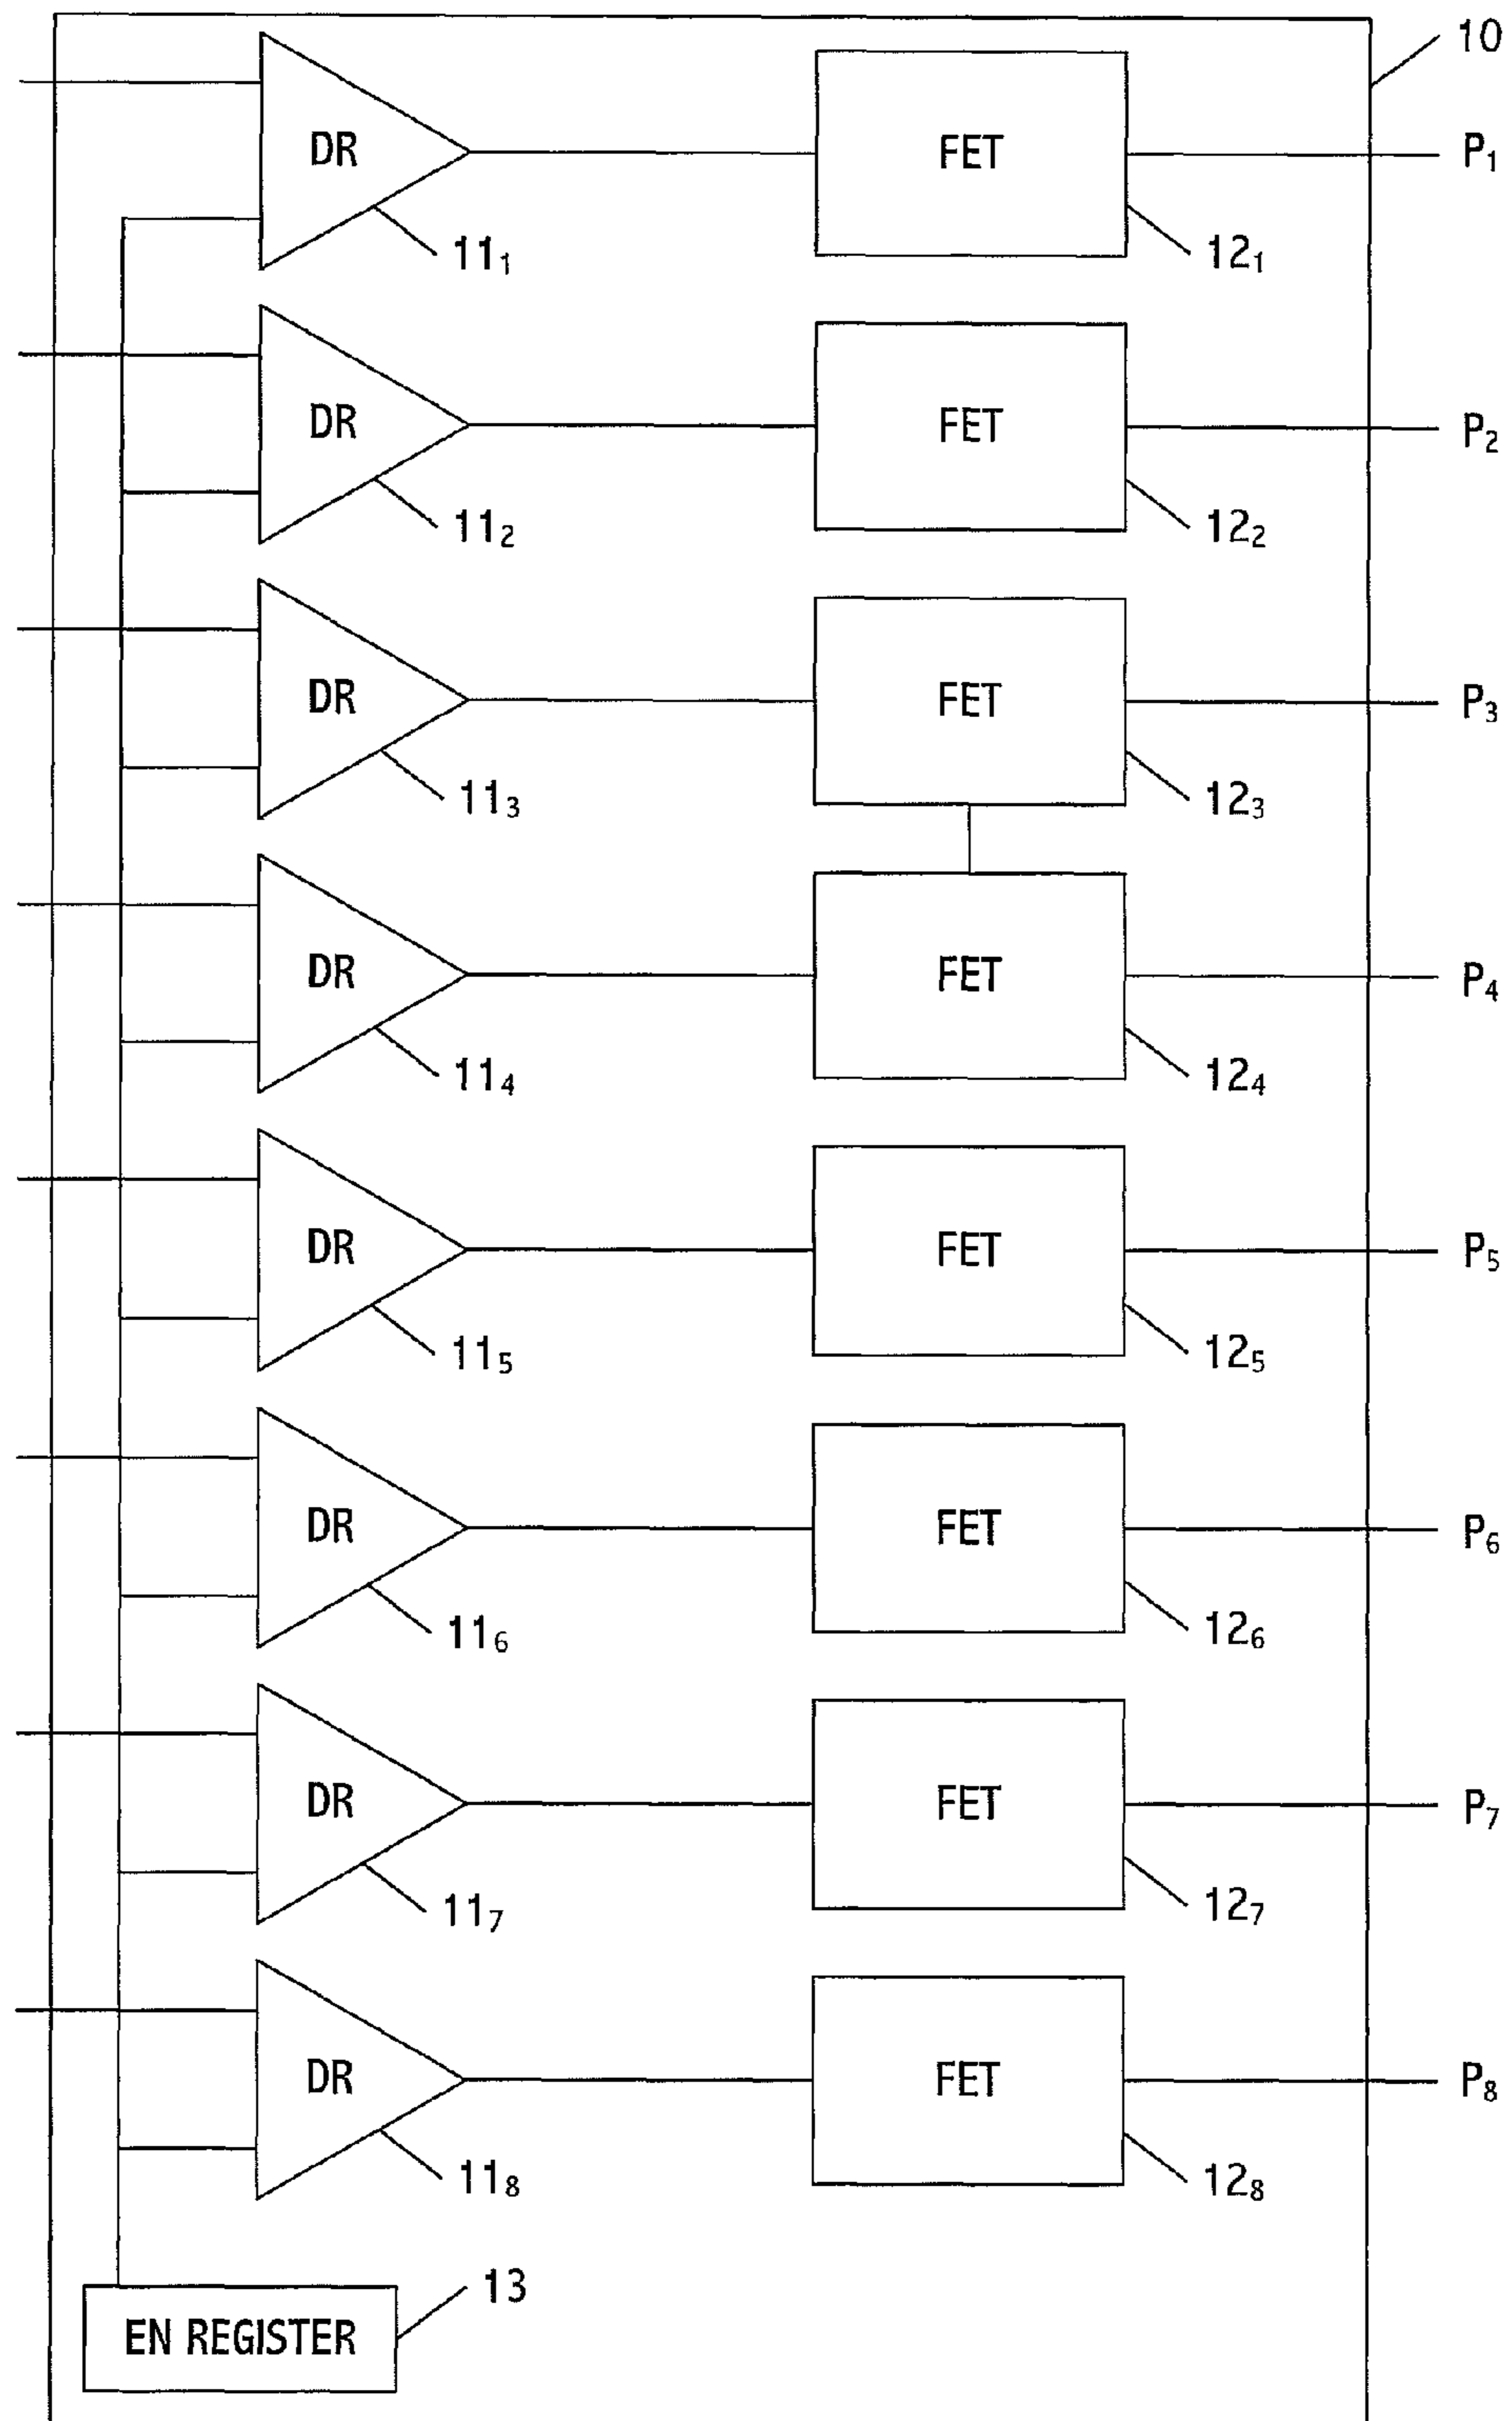 10
DR
FET
P₁
11₁
12₁
DR
FET
P₂
11₂
12₂
DR
FET
P₃
11₃
12₃
DR
FET
P₄
11₄
12₄
DR
FET
P₅
11₅
12₅
DR
FET
P₆
11₆
12₆
DR
FET
P₇
11₇
12₇
DR
FET
P₈
11₈
12₈
13
EN REGISTER